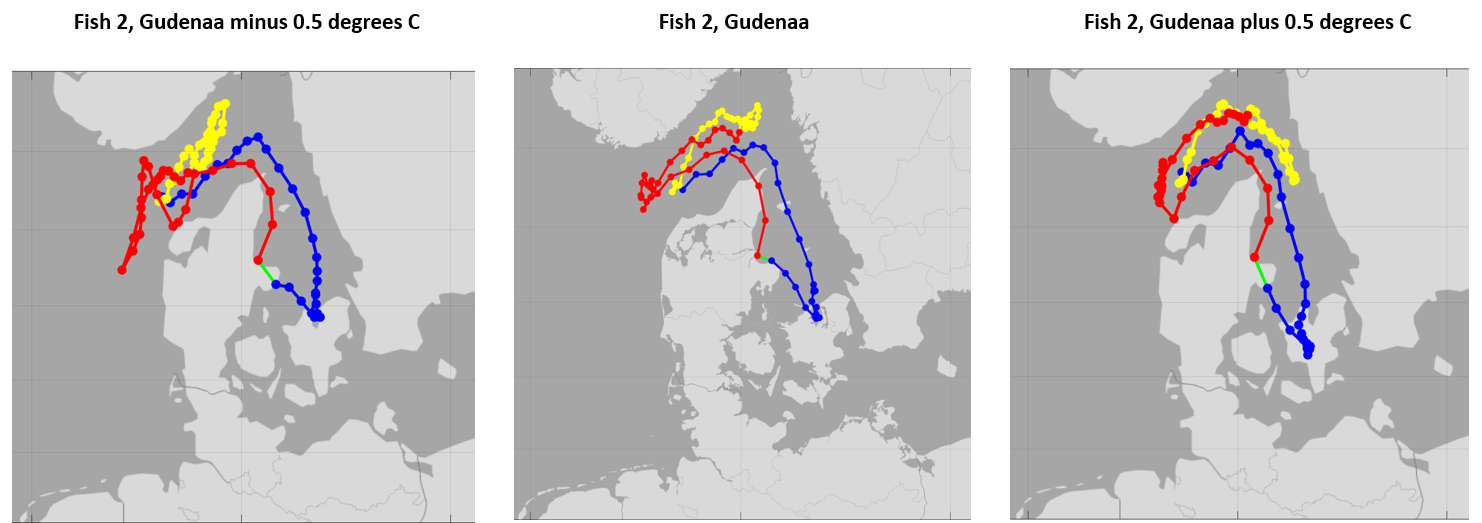 Fish 2, Gudenaa minus 0.5 degrees C
Fish 2, Gudenaa
Fish 2, Gudenaa plus 0.5 degrees C